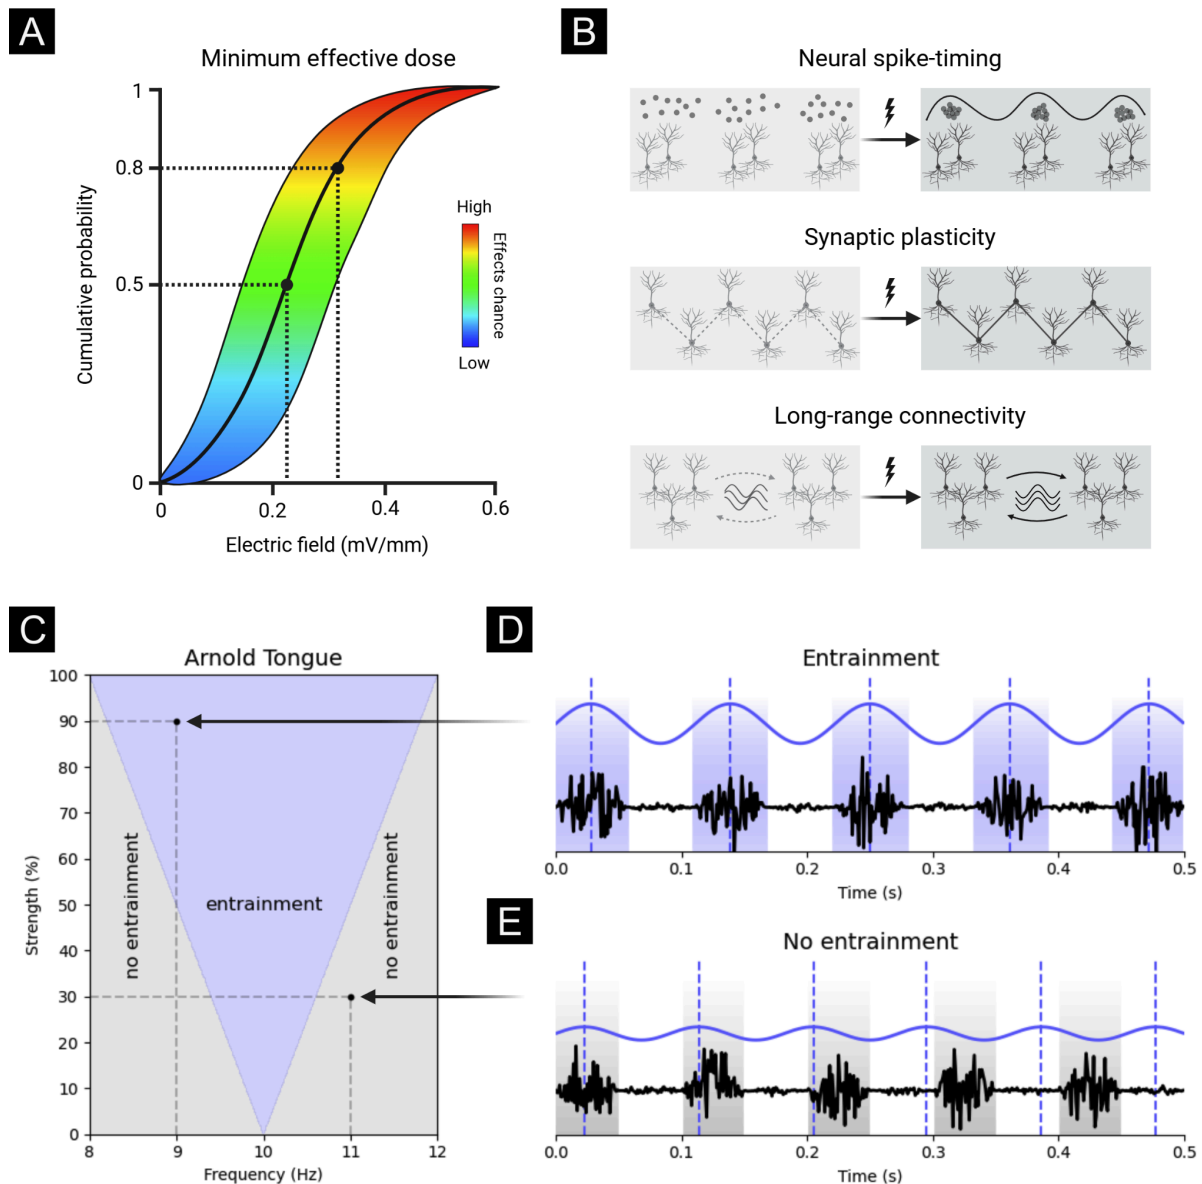 A
Minimum effective dose
1
0.8
0.5
0
Cumulative probability
High
Effects chance
Low
0
0.2
0.4
0.6
Electric field (mV/mm)
B
Neural spike-timing
Synaptic plasticity
Long-range connectivity
C
Arnold Tongue
100
90
80
70
60
50
40
30
20
10
0
Strength (%)
no entrainment
entrainment
no entrainment
8
9
10
11
12
Frequency (Hz)
D
Entrainment
0.0
0.1
0.2
0.3
0.4
0.5
Time (s)
E
No entrainment
0.0
0.1
0.2
0.3
0.4
0.5
Time (s)